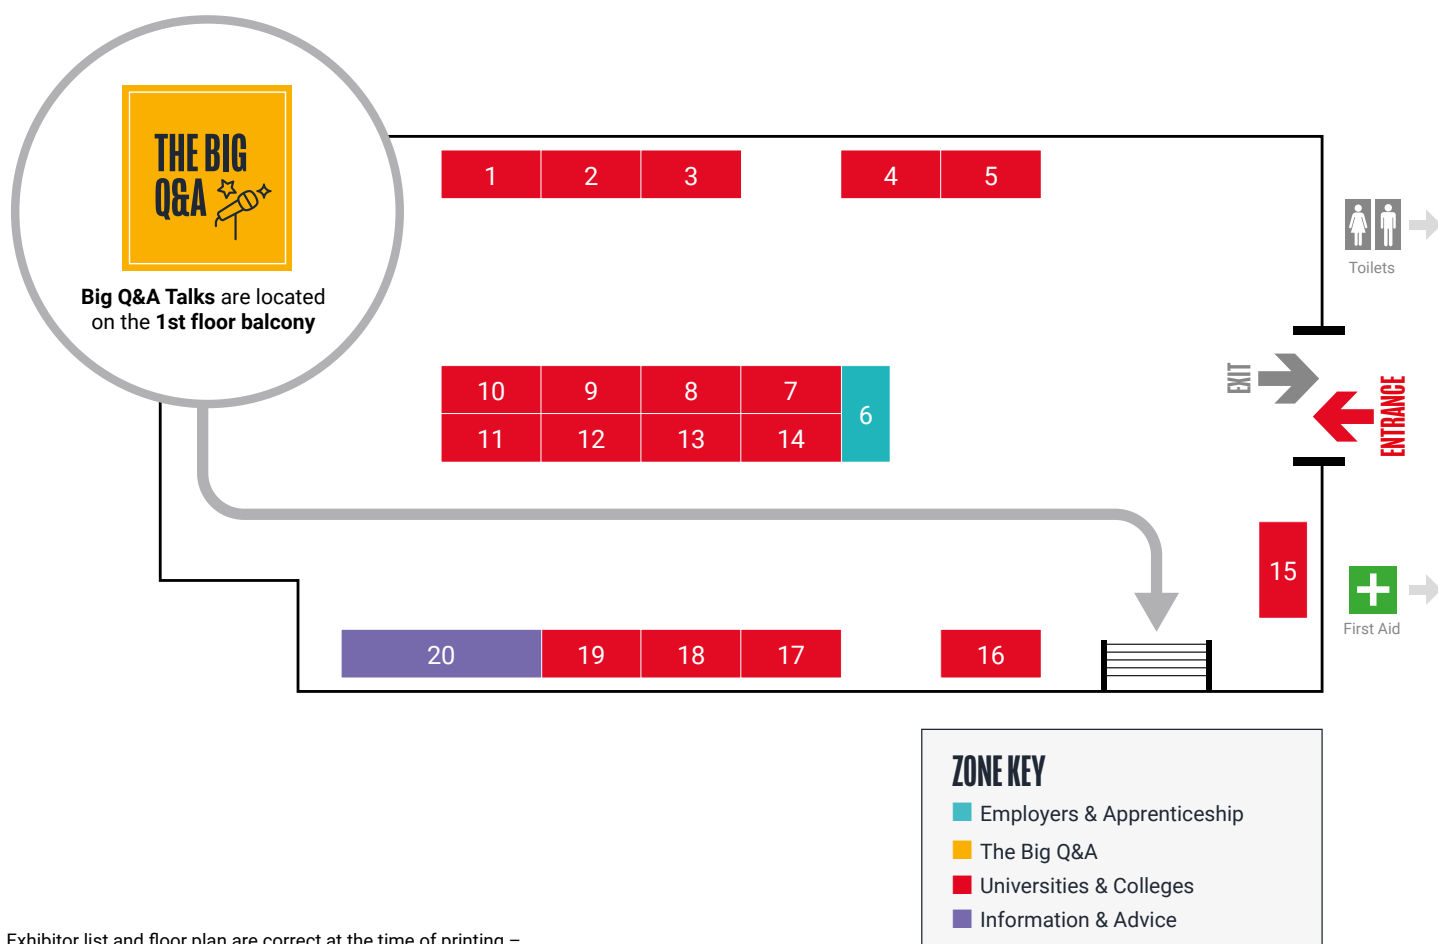 THE BIG
Q&A
Big Q&A Talks are located
on the 1st floor balcony
1 2 3 4 5
Toilets
EXIT
ENTRANCE
10 9 8 7
6
11 12 13 14
15
First Aid
20 19 18 17 16
ZONE KEY
Employers & Apprenticeship
The Big Q&A
Universities & Colleges
Information & Advice
Exhibitor list and floor plan are correct at the time of printing –